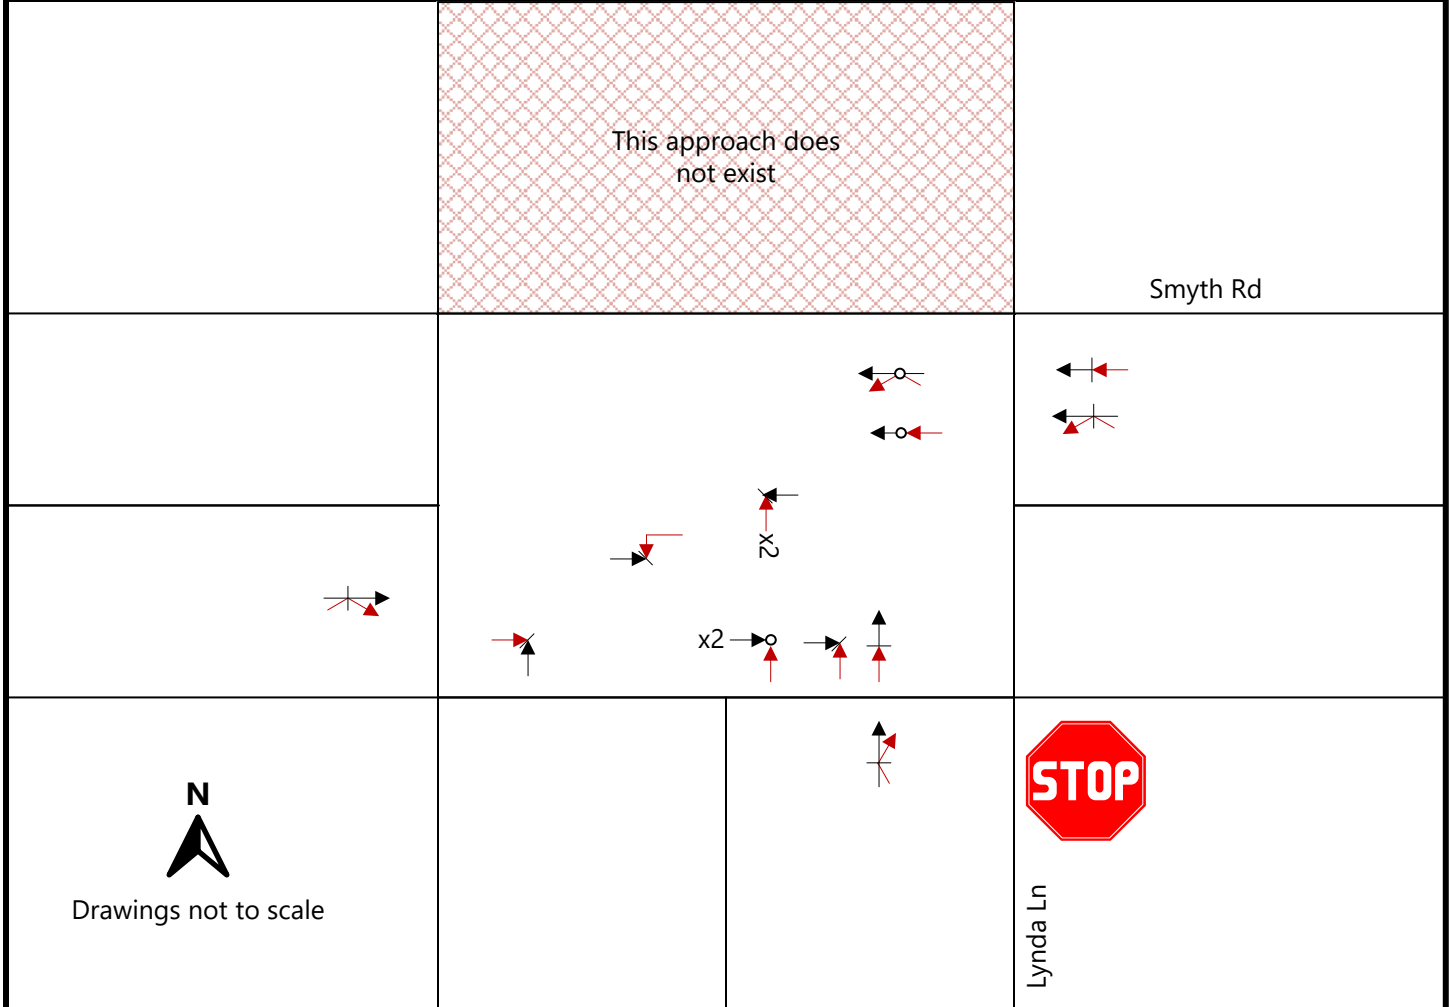 This approach does
not exist
Smyth Rd
x2
x2
STOP
N
Drawings not to scale
Lynda Ln